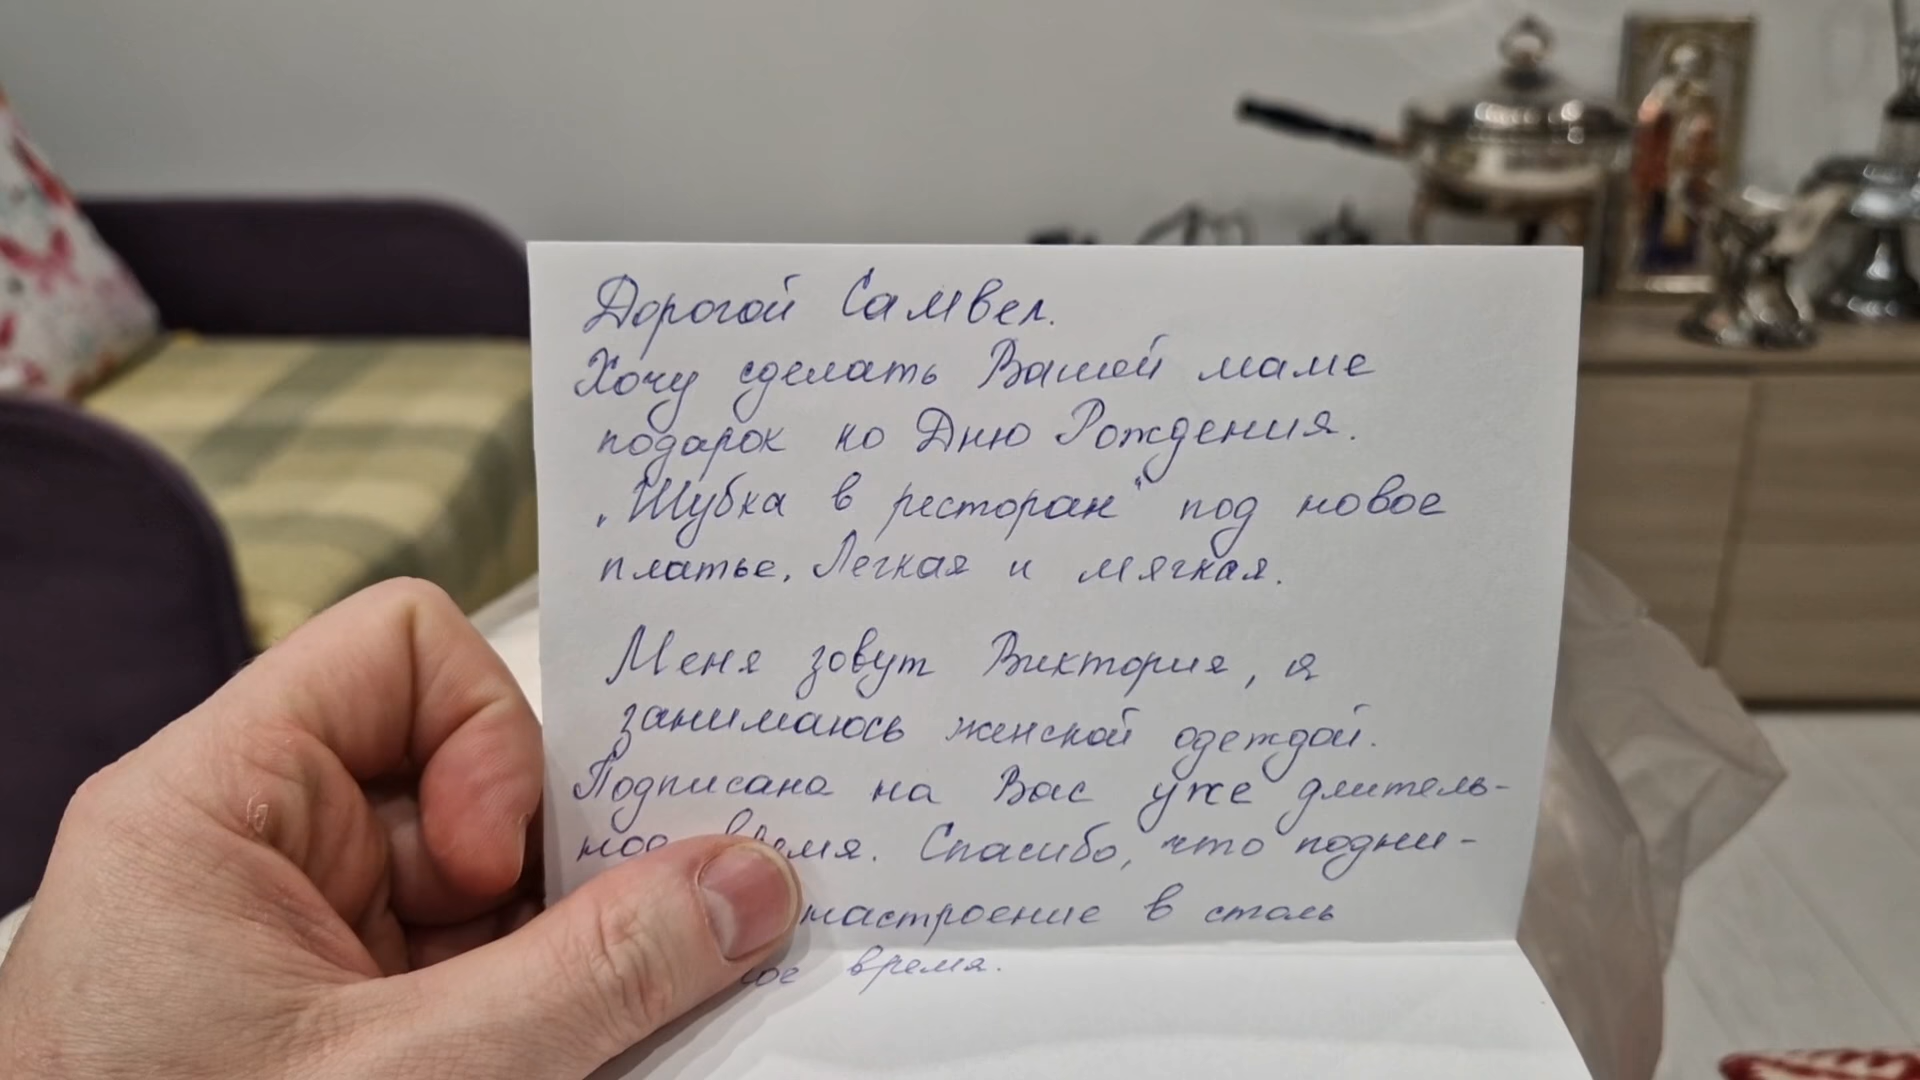 Дорогой Самвел.
Хочу сделать Вашей маме
подарок ко Дню Рождения.
„Шубка в ресторан" под новое
платье. Легкая и мягкая.
Меня зовут Виктория, я
занимаюсь женской одеждой.
Подписана на Вас уже длитель-
ное время. Спасибо, что подни-
настроение в столь
время.